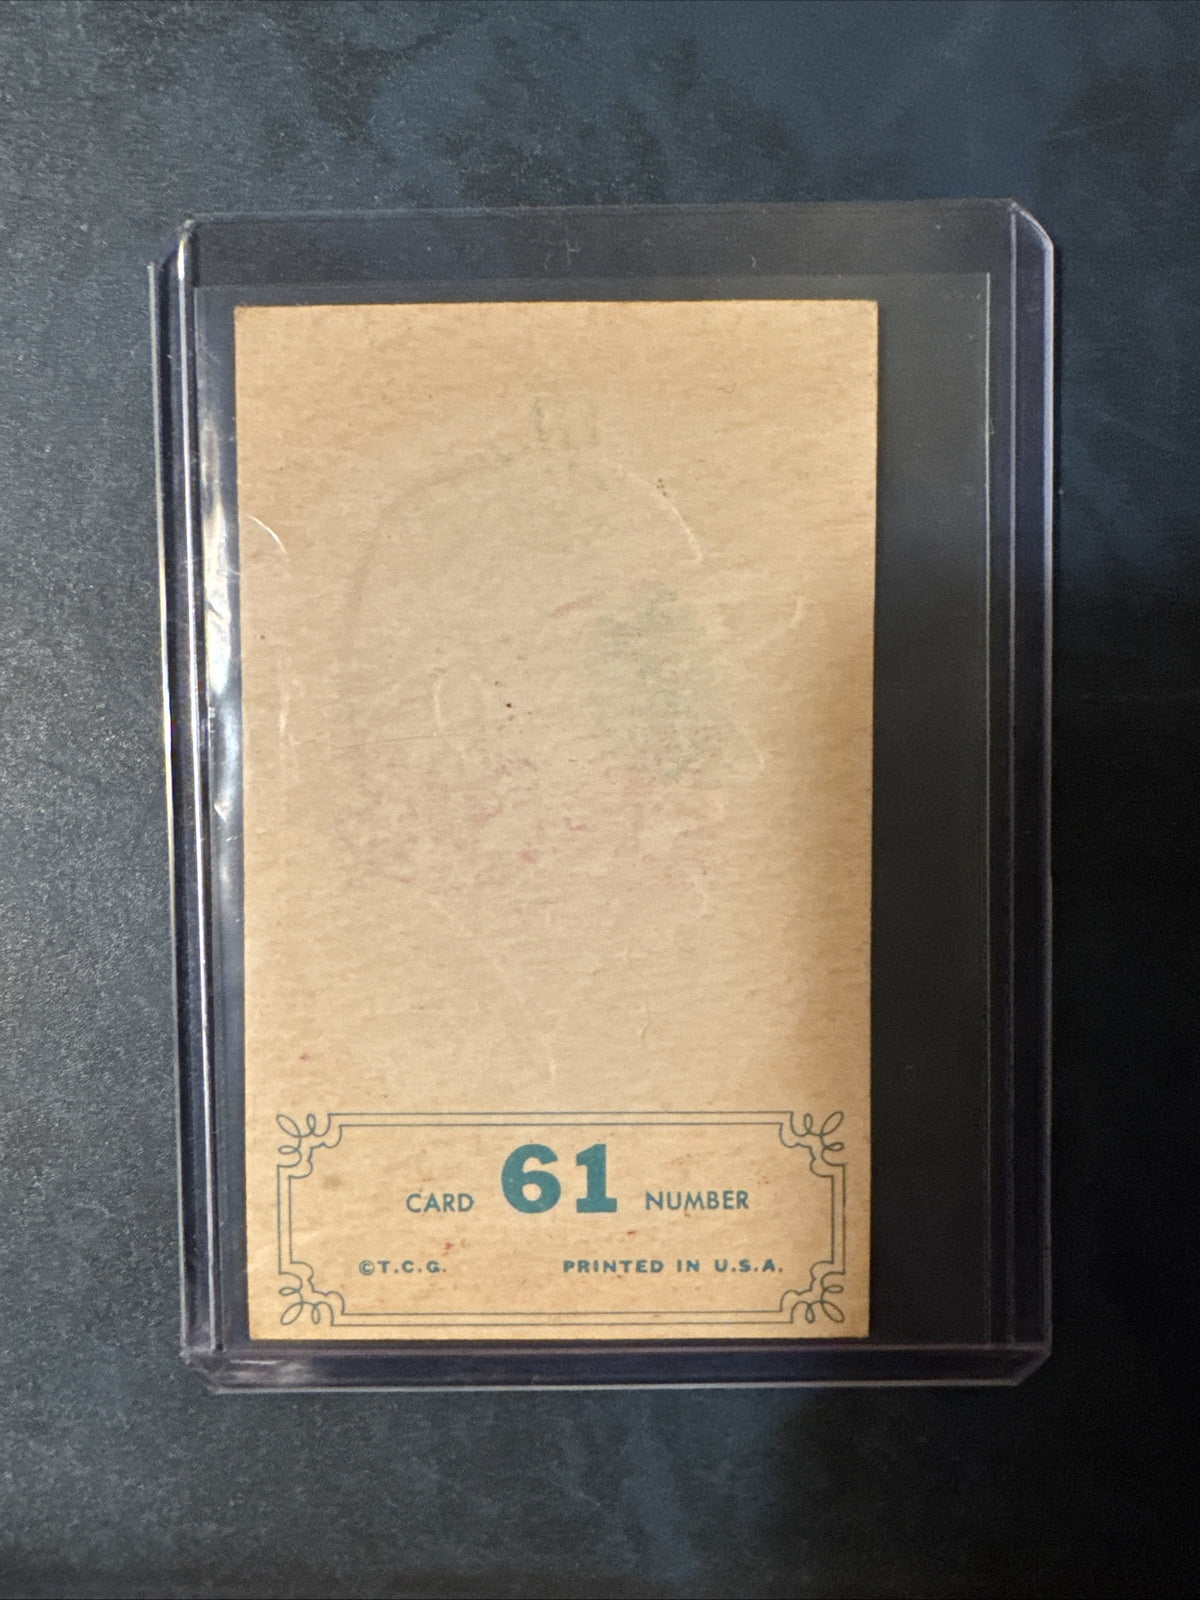 CARD 61 NUMBER
©T.C.G. PRINTED IN U.S.A.